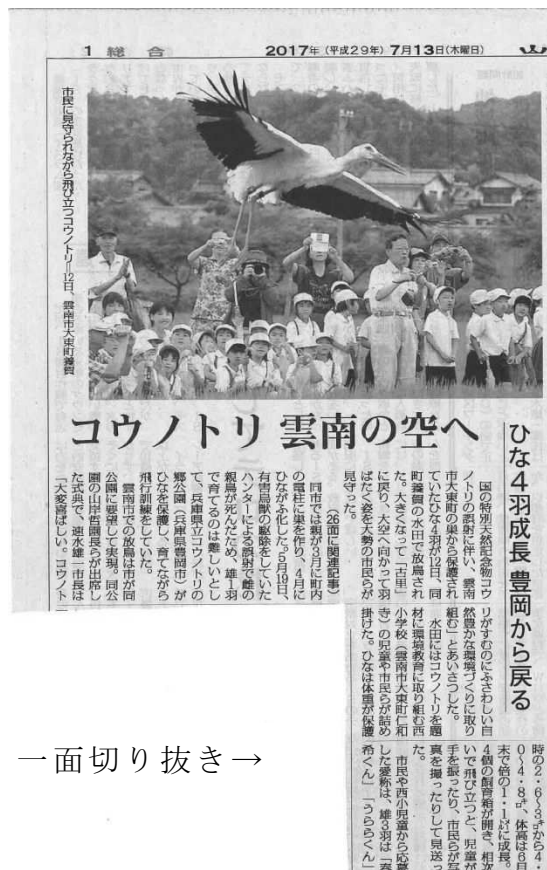 1 総合 2017年(平成29年)7月13日(木曜日) 山
市民に見守られながら飛び立つコウノトリ=12日、雲南市大東町養賀
コウノトリ 雲南の空へ
ひな4羽成長 豊岡から戻る
国の特別天然記念物コウ
ノトリの誤射に伴い、雲南
市大東町の巣から保護され
ていたひな4羽が12日、同
町養賀の水田で放鳥され
た。大きくなって「古里」
に戻り、大空へ向かって羽
ばたく姿を大勢の市民らが
見守った。
(26面に関連記事)
同市では親が3月に町内
の電柱に巣を作り、4月に
ひながふ化した。5月19日、
有害鳥獣の駆除をしていた
ハンターによる誤射で雌の
親鳥が死んだため、雄1羽
で育てるのは難しいとし
て、兵庫県立コウノトリの
郷公園(兵庫県豊岡市)が
ひなを保護し、育てながら
飛行訓練をしていた。
雲南市での放鳥は市が同
公園に要望して実現。同公
園の山岸哲園長らが出席し
た式典で、速水雄一市長は
「大変喜ばしい。コウノト
リがすむのにふさわしい自
然豊かな環境づくりに取り
組む」とあいさつした。
水田にはコウノトリを題
材に環境教育に取り組む西
小学校(雲南市大東町仁和
寺)の児童や市民らが詰め
掛けた。ひなは体重が保護
時の2・6〜3㌔から4・
0〜4・8㌔、体高は6月
末で倍の1・1㍍に成長。
4個の飼育箱が開き、相次
いで飛び立つと、児童が
手を振ったり、市民らが写
真を撮ったりして見送っ
た。
市民や西小児童から応募
した愛称は、雄3羽は「春
希くん」「うららくん」
一面切り抜き→